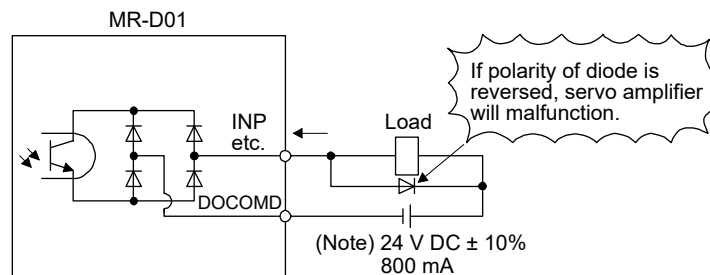 MR-D01
If polarity of diode is
reversed, servo amplifier
will malfunction.
INP
etc.
Load
DOCOMD
(Note) 24 V DC ± 10%
800 mA